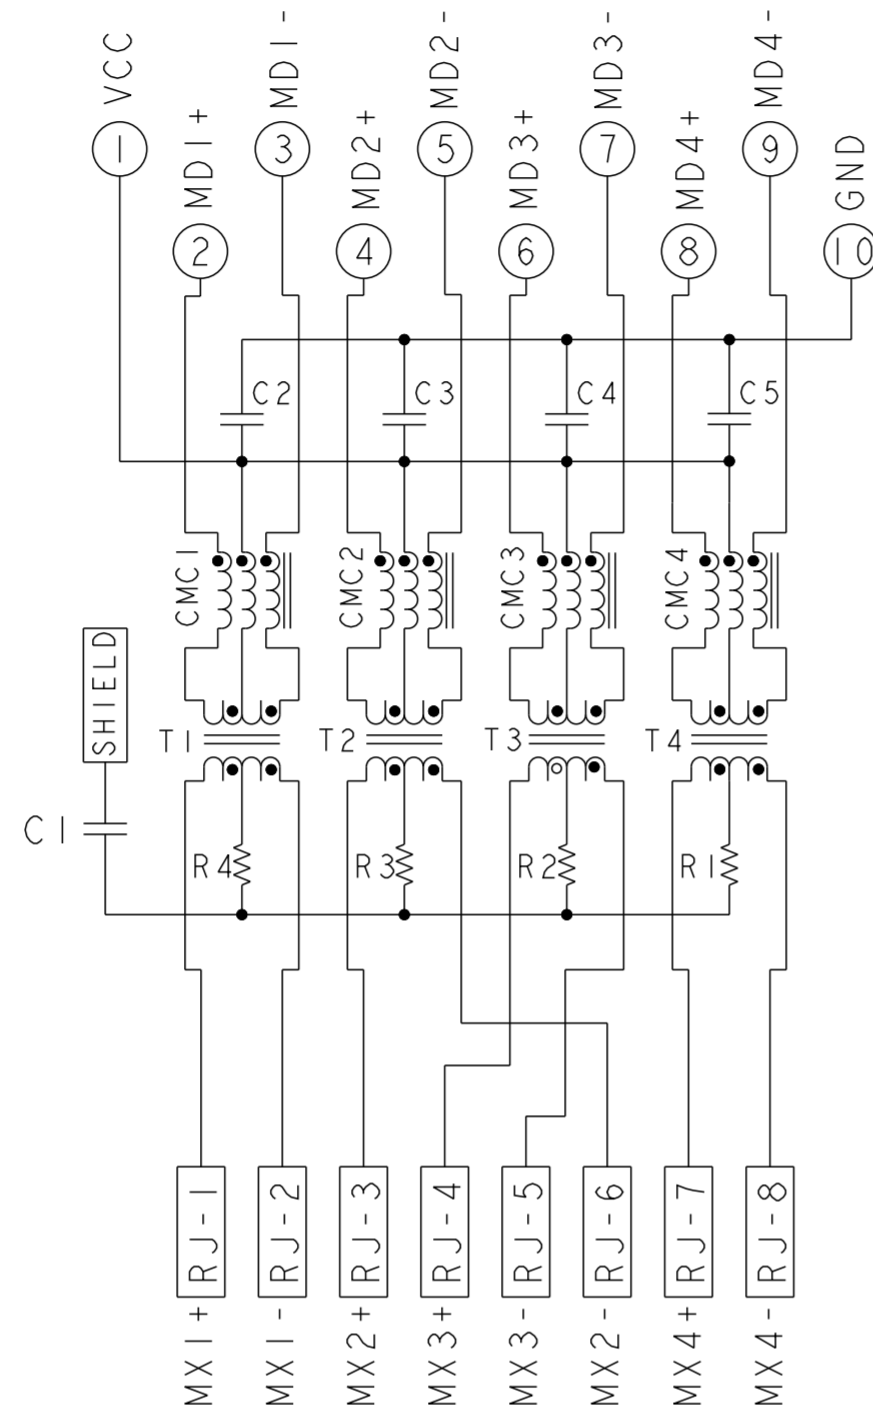 VCC
MD1+
MD1-
MD2+
MD2-
MD3+
MD3-
MD4+
MD4-
GND
1
3
5
7
9
2
4
6
8
10
C2
C3
C4
C5
CMC1
CMC2
CMC3
CMC4
SHIELD
T1
T2
T3
T4
C1
R4
R3
R2
R1
RJ-1
RJ-2
RJ-3
RJ-4
RJ-5
RJ-6
RJ-7
RJ-8
MX1+
MX1-
MX2+
MX3+
MX3-
MX2-
MX4+
MX4-